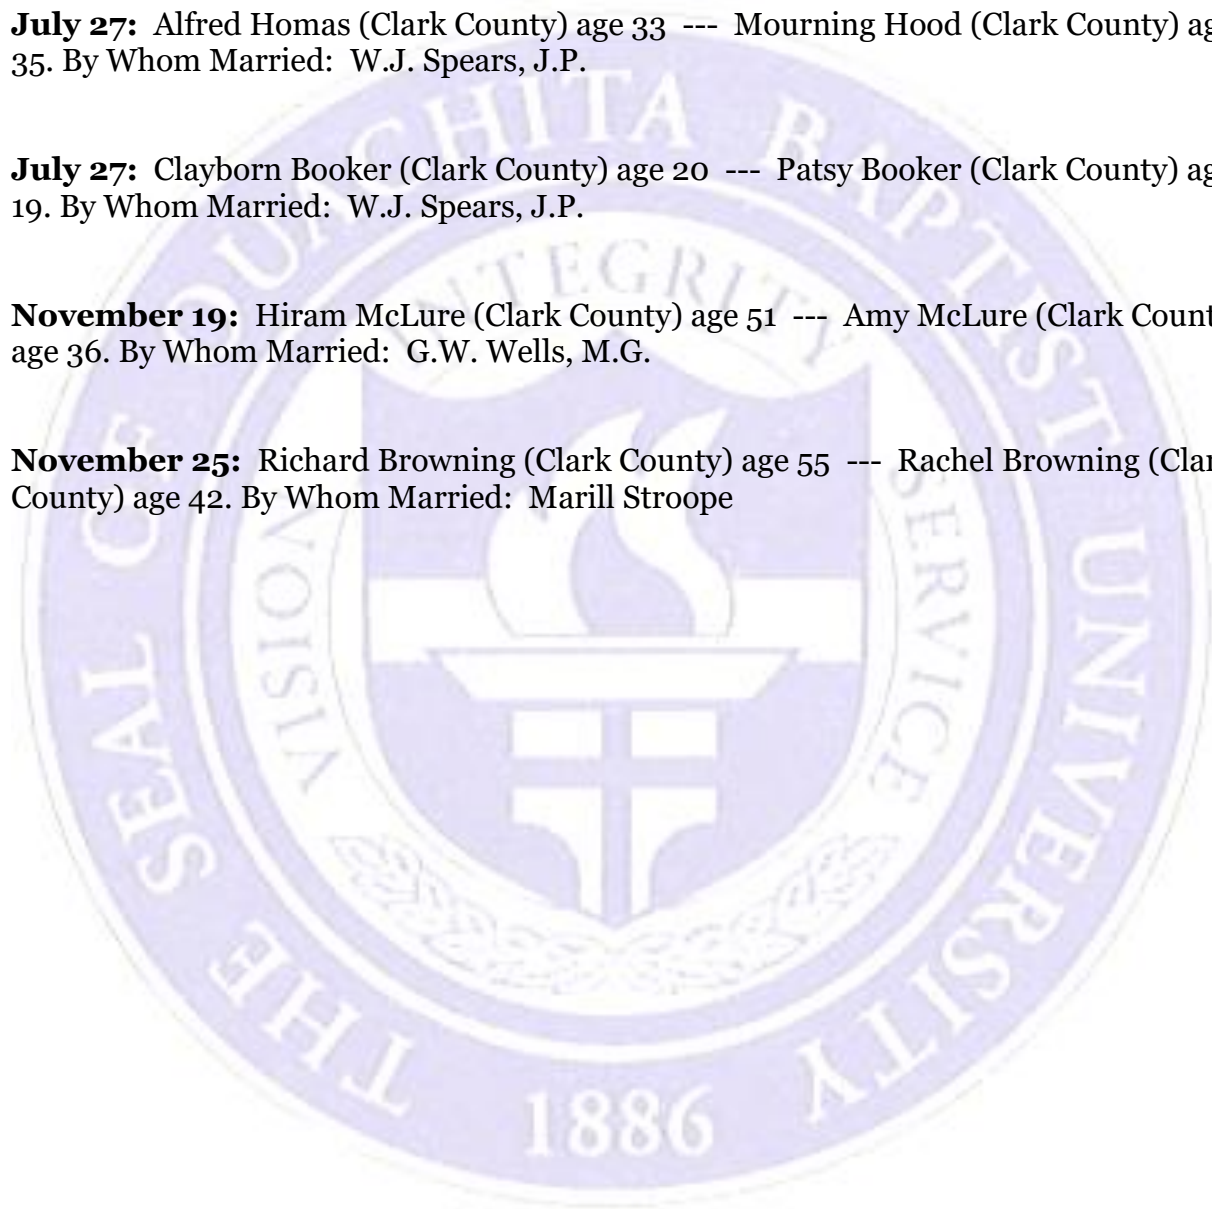 July 27:  Alfred Homas (Clark County) age 33  ---  Mourning Hood (Clark County)
35. By Whom Married:  W.J. Spears, J.P.
July 27:  Clayborn Booker (Clark County) age 20  ---  Patsy Booker (Clark County)
19. By Whom Married:  W.J. Spears, J.P.
November 19:  Hiram McLure (Clark County) age 51  ---  Amy McLure (Clark
age 36. By Whom Married:  G.W. Wells, M.G.
November 25:  Richard Browning (Clark County) age 55  ---  Rachel Browning
County) age 42. By Whom Married:  Marill Stroope
THE SEAL OF OUACHITA BAPTIST UNIVERSITY
VISION INTEGRITY SERVICE
1886